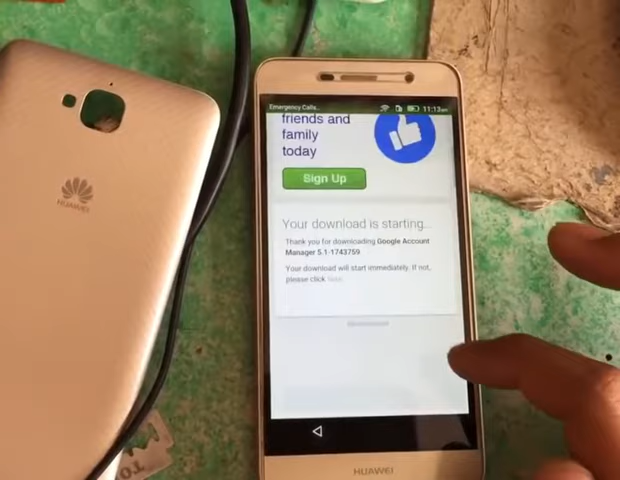 Emergency Calls..
11:13am
friends and
family
today
Sign Up
Your download is starting...
Thank you for downloading Google Account
Manager 5.1-1743759
Your download will start immediately. If not,
please click here.
HUAWEI
HUAWEI